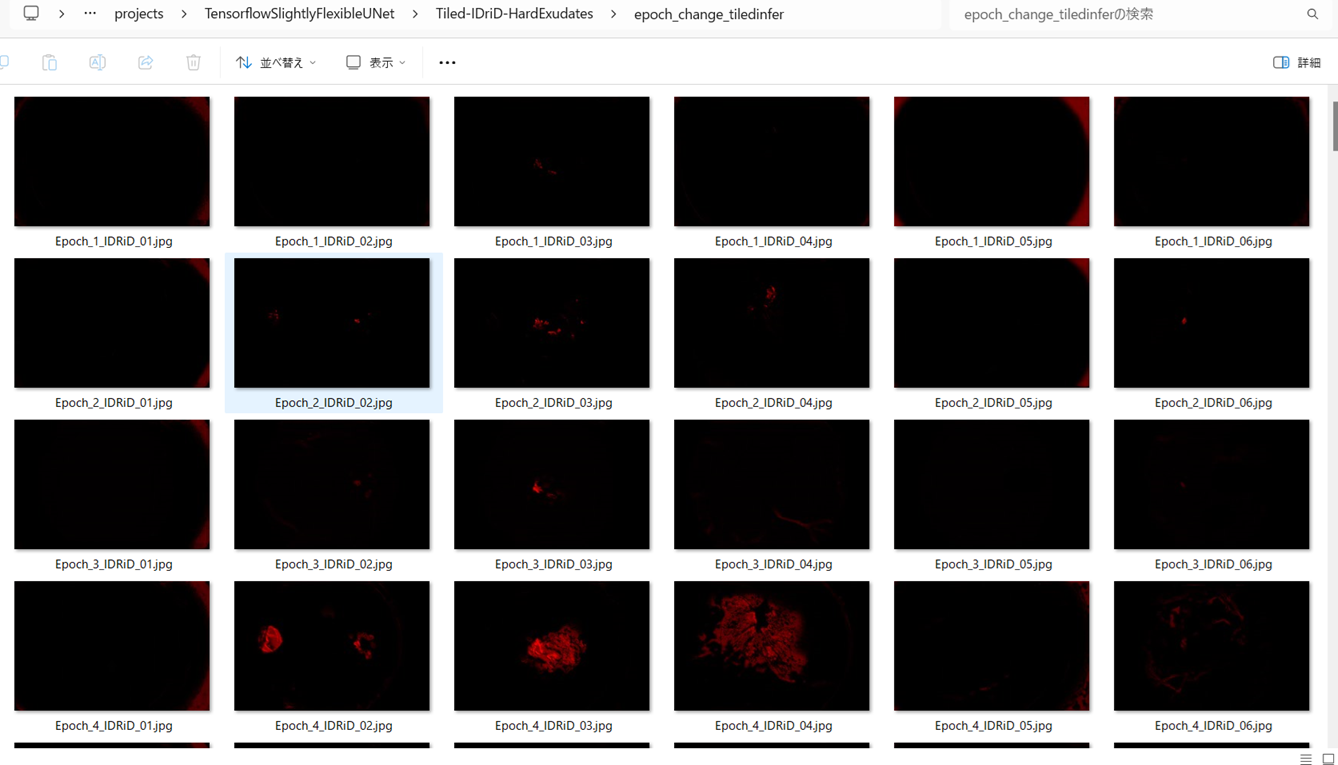 projects > TensorflowSlightlyFlexibleUNet > Tiled-IDriD-HardExudates > epoch_change_tiledinfer epoch_change_tiledinferの検索
並べ替え 表示 詳細
Epoch_1_IDRiD_01.jpg Epoch_1_IDRiD_02.jpg Epoch_1_IDRiD_03.jpg Epoch_1_IDRiD_04.jpg Epoch_1_IDRiD_05.jpg Epoch_1_IDRiD_06.jpg
Epoch_2_IDRiD_01.jpg Epoch_2_IDRiD_02.jpg Epoch_2_IDRiD_03.jpg Epoch_2_IDRiD_04.jpg Epoch_2_IDRiD_05.jpg Epoch_2_IDRiD_06.jpg
Epoch_3_IDRiD_01.jpg Epoch_3_IDRiD_02.jpg Epoch_3_IDRiD_03.jpg Epoch_3_IDRiD_04.jpg Epoch_3_IDRiD_05.jpg Epoch_3_IDRiD_06.jpg
Epoch_4_IDRiD_01.jpg Epoch_4_IDRiD_02.jpg Epoch_4_IDRiD_03.jpg Epoch_4_IDRiD_04.jpg Epoch_4_IDRiD_05.jpg Epoch_4_IDRiD_06.jpg